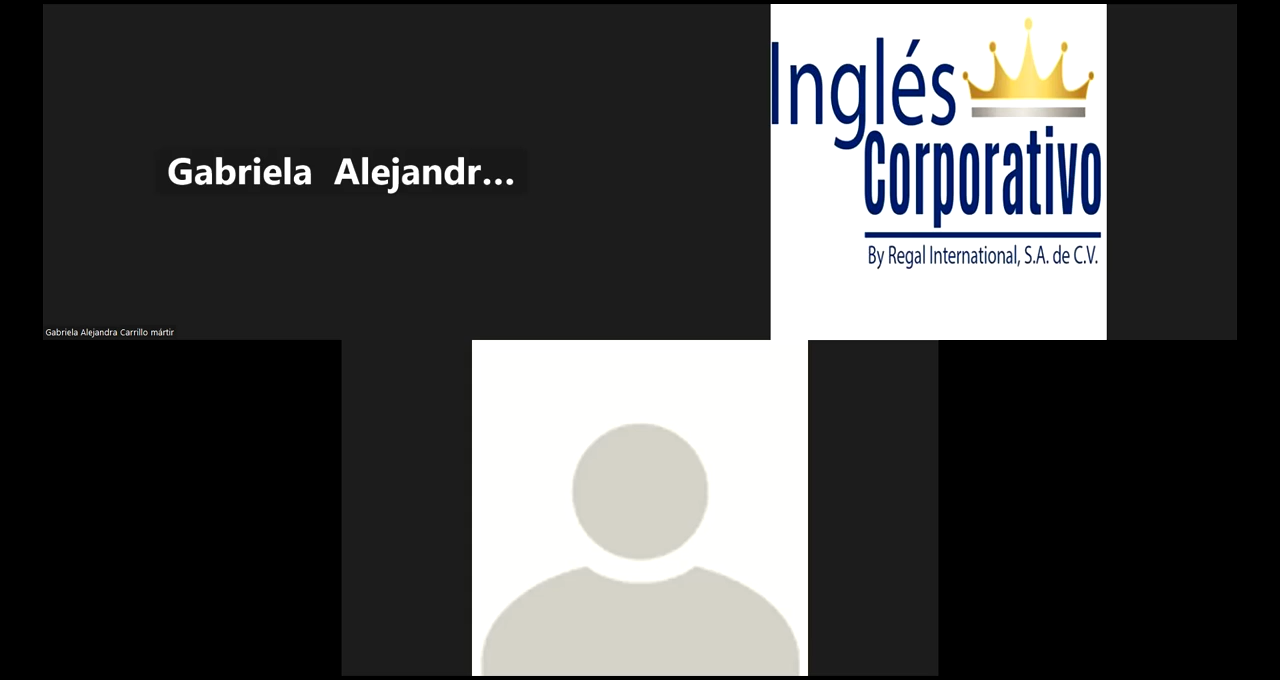 Gabriela Alejandr...
Gabriela Alejandra Carrillo mártir
Inglés
Corporativo
By Regal International, S.A. de C.V.